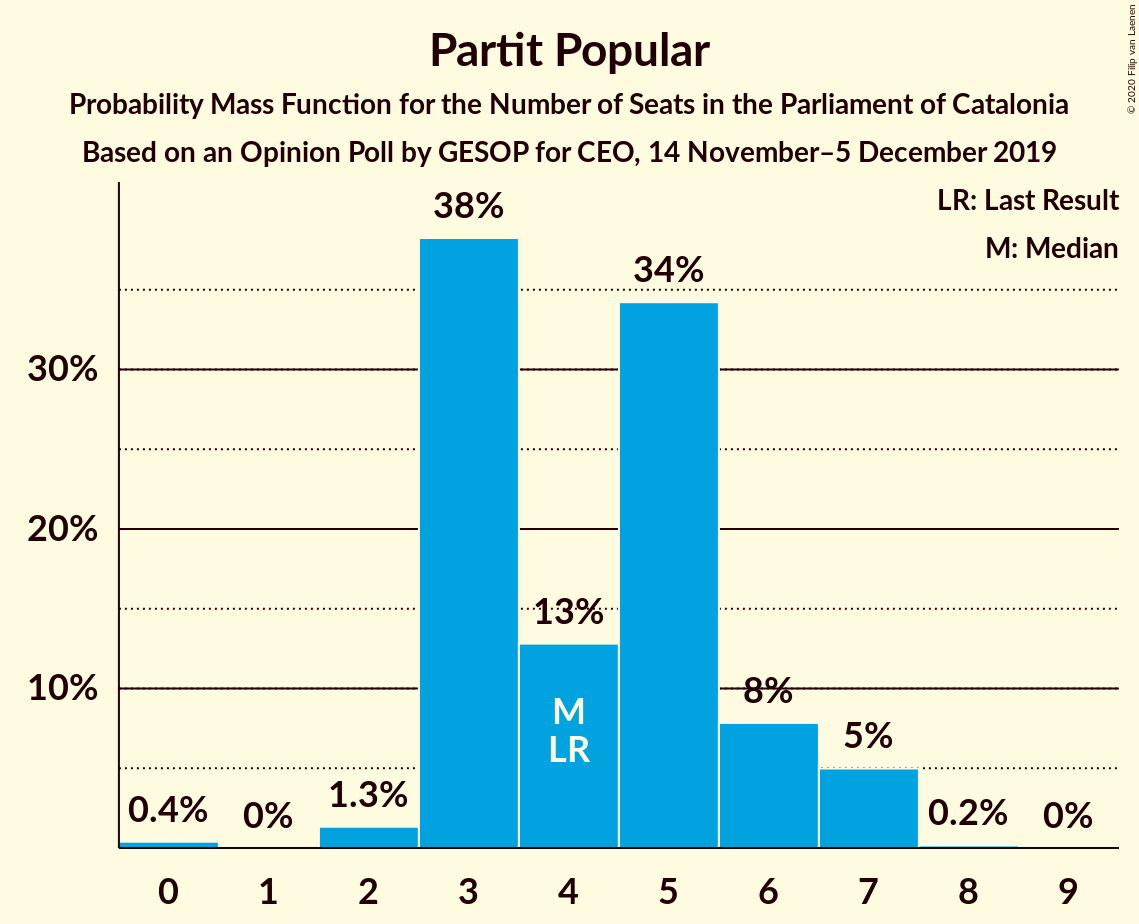 Partit Popular
Probability Mass Function for the Number of Seats in the Parliament of Catalonia
Based on an Opinion Poll by GESOP for CEO, 14 November–5 December 2019
© 2020 Filip van Laenen
LR: Last Result
M: Median
38%
34%
30%
20%
13%
10%
8%
M
LR
5%
1.3%
0.4%
0%
0.2%
0%
0 1 2 3 4 5 6 7 8 9